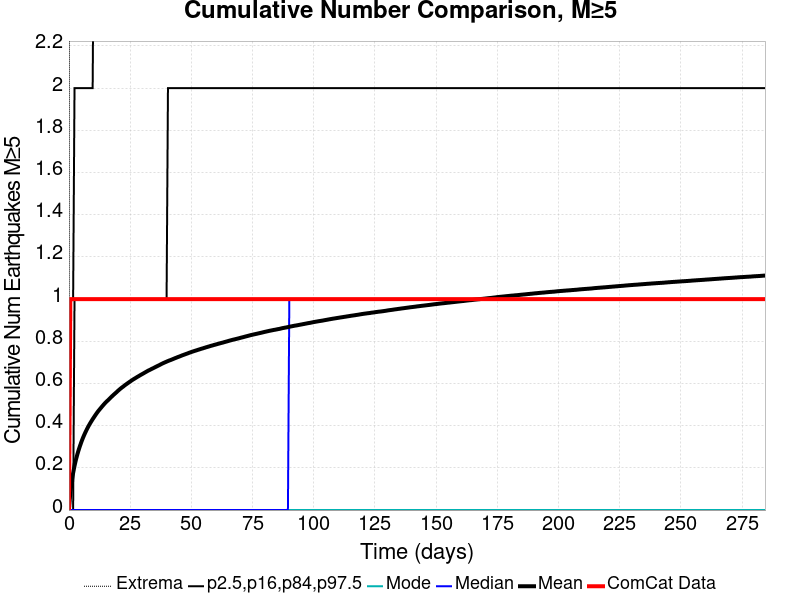 Cumulative Number Comparison, M≥5
Cumulative Num Earthquakes M≥5
2.2
2
1.8
1.6
1.4
1.2
1
0.8
0.6
0.4
0.2
0
0 25 50 75 100 125 150 175 200 225 250 275
Time (days)
Extrema p2.5,p16,p84,p97.5 Mode Median Mean ComCat Data